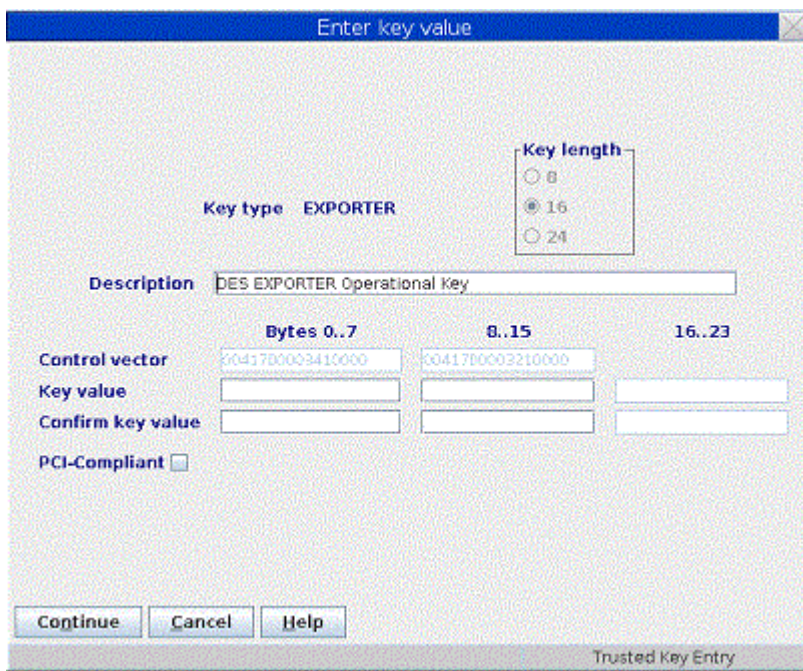 Enter key value
Key length
8
Key type EXPORTER
16
24
Description DES EXPORTER Operational Key
Bytes 0..7 8..15 16..23
Control vector 00417D0003410000 00417D0003210000
Key value
Confirm key value
PCI-Compliant
Continue Cancel Help
Trusted Key Entry